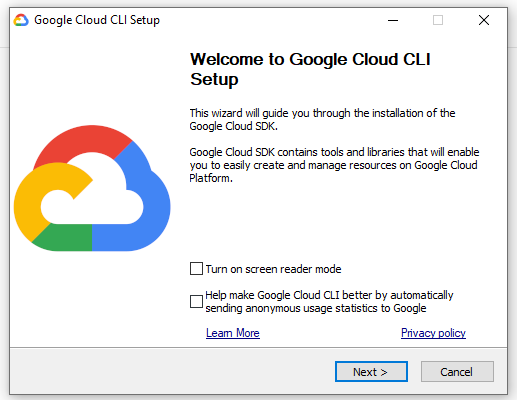 Google Cloud CLI Setup
Welcome to Google Cloud CLI
Setup
This wizard will guide you through the installation of the
Google Cloud SDK.
Google Cloud SDK contains tools and libraries that will enable
you to easily create and manage resources on Google Cloud
Platform.
Turn on screen reader mode
Help make Google Cloud CLI better by automatically
sending anonymous usage statistics to Google
Learn More Privacy policy
Next > Cancel